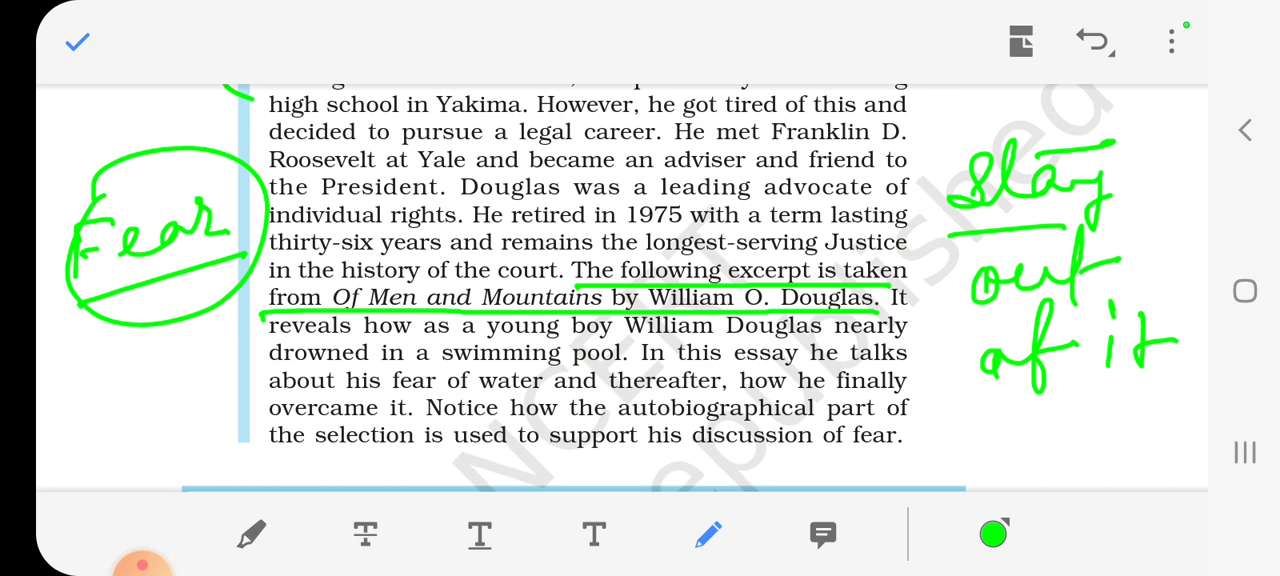 high school in Yakima. However, he got tired of this and
decided to pursue a legal career. He met Franklin D.
Roosevelt at Yale and became an adviser and friend to
the President. Douglas was a leading advocate of
individual rights. He retired in 1975 with a term lasting
thirty-six years and remains the longest-serving Justice
in the history of the court. The following excerpt is taken
from Of Men and Mountains by William O. Douglas. It
reveals how as a young boy William Douglas nearly
drowned in a swimming pool. In this essay he talks
about his fear of water and thereafter, how he finally
overcame it. Notice how the autobiographical part of
the selection is used to support his discussion of fear.
Fear
stay
out
of it
NCERT
republished
T
T
T